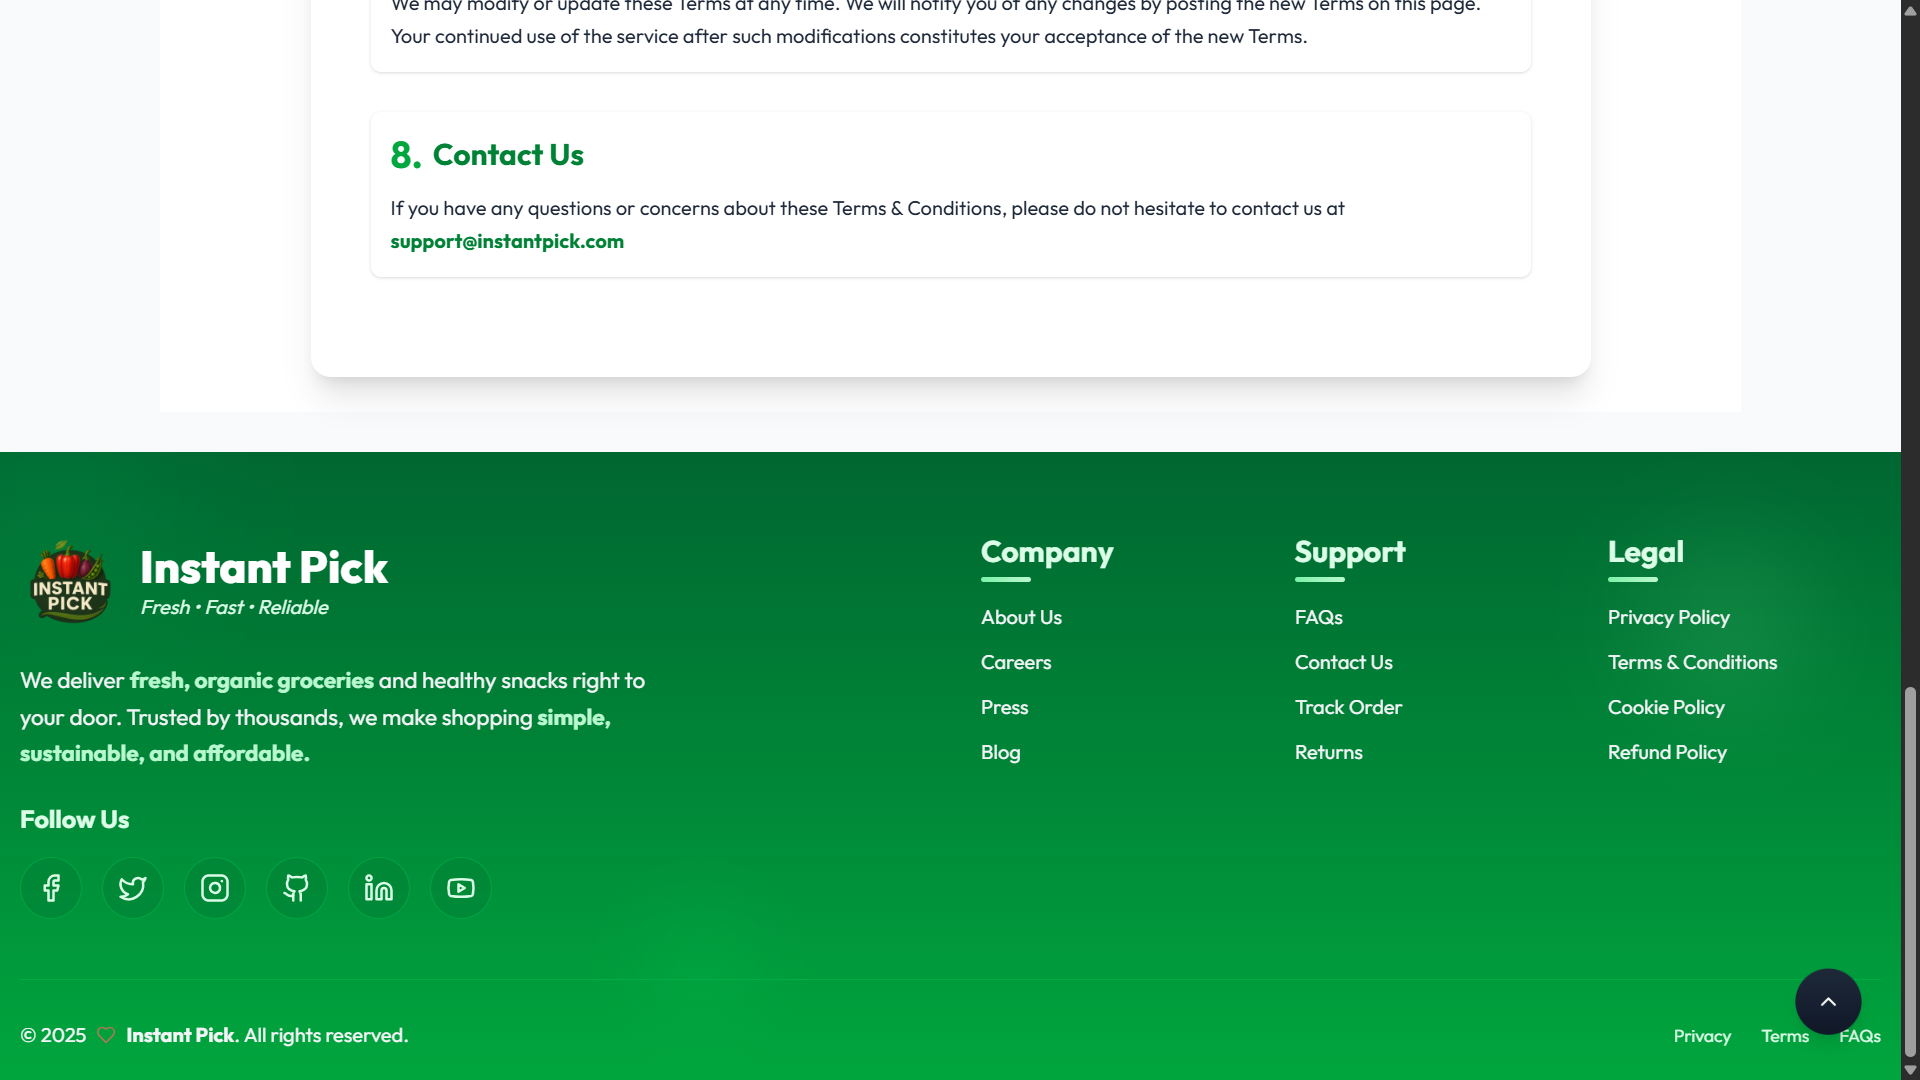 We may modify or update these Terms at any time. We will notify you of any changes by posting the new Terms on this page.
Your continued use of the service after such modifications constitutes your acceptance of the new Terms.
8. Contact Us
If you have any questions or concerns about these Terms & Conditions, please do not hesitate to contact us at
support@instantpick.com
INSTANT
PICK
Instant Pick
Fresh • Fast • Reliable
We deliver fresh, organic groceries and healthy snacks right to
your door. Trusted by thousands, we make shopping simple,
sustainable, and affordable.
Follow Us
Company
About Us
Careers
Press
Blog
Support
FAQs
Contact Us
Track Order
Returns
Legal
Privacy Policy
Terms & Conditions
Cookie Policy
Refund Policy
© 2025 Instant Pick. All rights reserved.
Privacy Terms FAQs